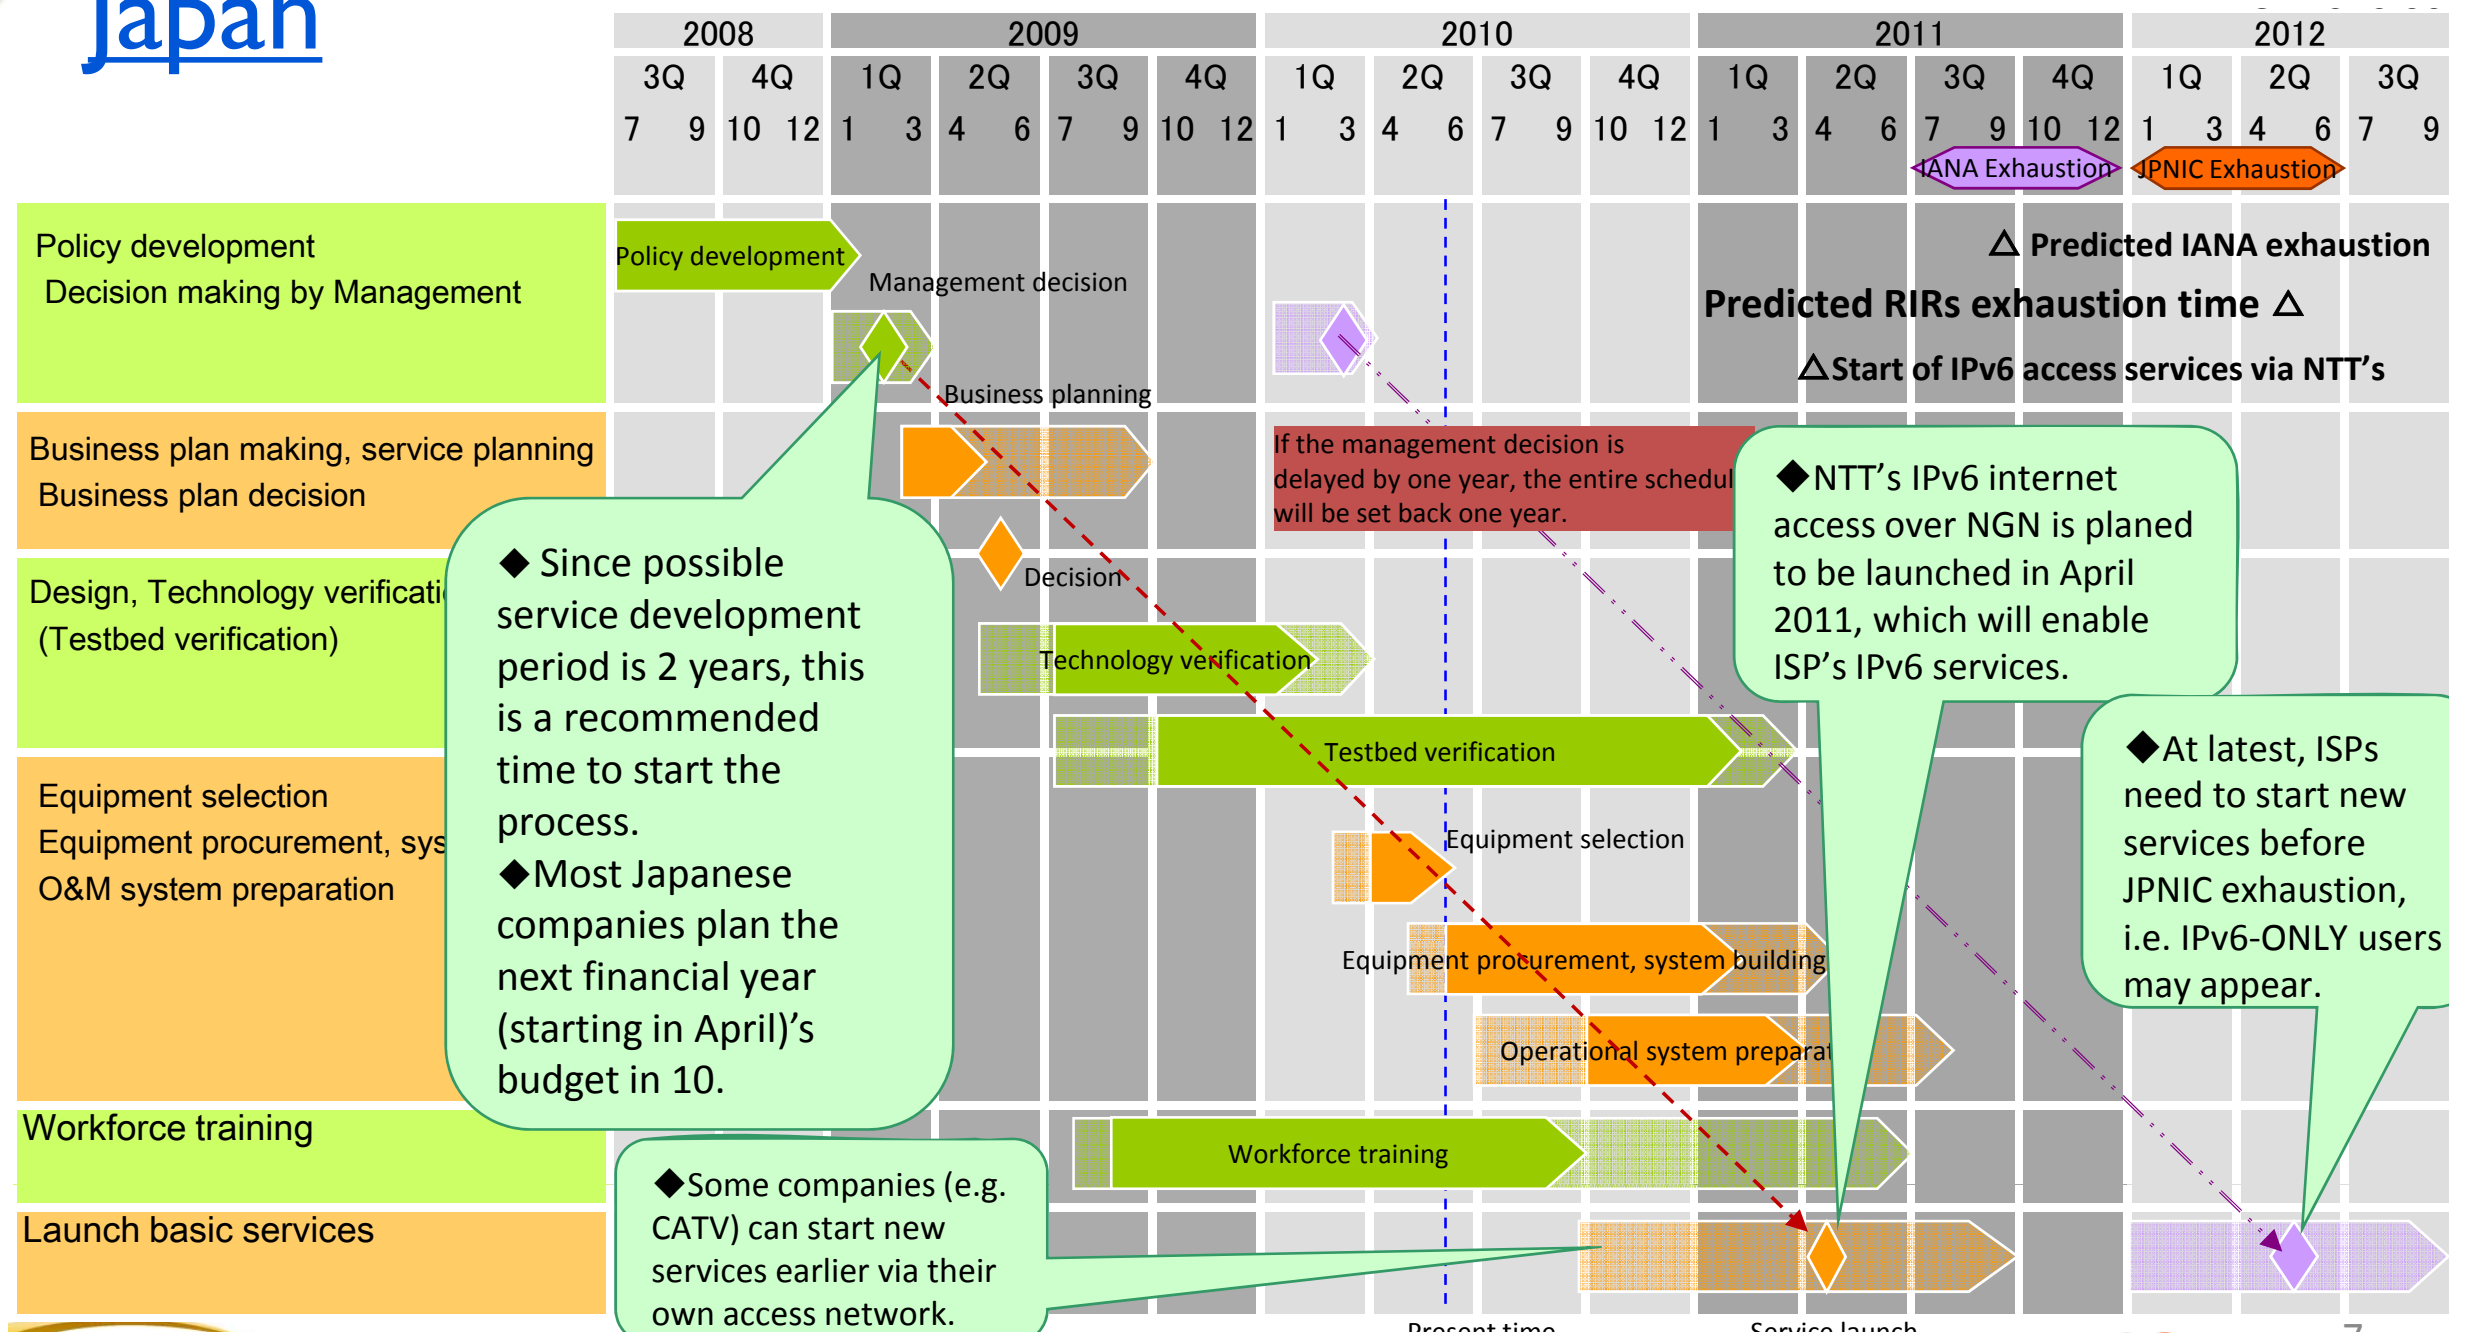 Japan
2008 2009 2010 2011 2012
3Q 4Q 1Q 2Q 3Q 4Q 1Q 2Q 3Q 4Q 1Q 2Q 3Q 4Q 1Q 2Q 3Q
7 9 10 12 1 3 4 6 7 9 10 12 1 3 4 6 7 9 10 12 1 3 4 6 7 9 10 12 1 3 4 6 7 9
IANA Exhaustion
JPNIC Exhaustion
Policy development
Decision making by Management
Policy development
Management decision
△ Predicted IANA exhaustion
Predicted RIRs exhaustion time △
△Start of IPv6 access services via NTT's
Business planning
Business plan making, service planning
Business plan decision
If the management decision is
delayed by one year, the entire schedul
will be set back one year.
◆NTT's IPv6 internet
access over NGN is planed
to be launched in April
2011, which will enable
ISP's IPv6 services.
Decision
Design, Technology verificati
(Testbed verification)
◆ Since possible
service development
period is 2 years, this
is a recommended
time to start the
process.
◆Most Japanese
companies plan the
next financial year
(starting in April)'s
budget in 10.
Technology verification
Testbed verification
◆At latest, ISPs
need to start new
services before
JPNIC exhaustion,
i.e. IPv6-ONLY users
may appear.
Equipment selection
Equipment procurement, sys
O&M system preparation
Equipment selection
Equipment procurement, system building
Operational system preparat
Workforce training
Workforce training
◆Some companies (e.g.
CATV) can start new
services earlier via their
own access network.
Launch basic services
Present time
Service launch
7